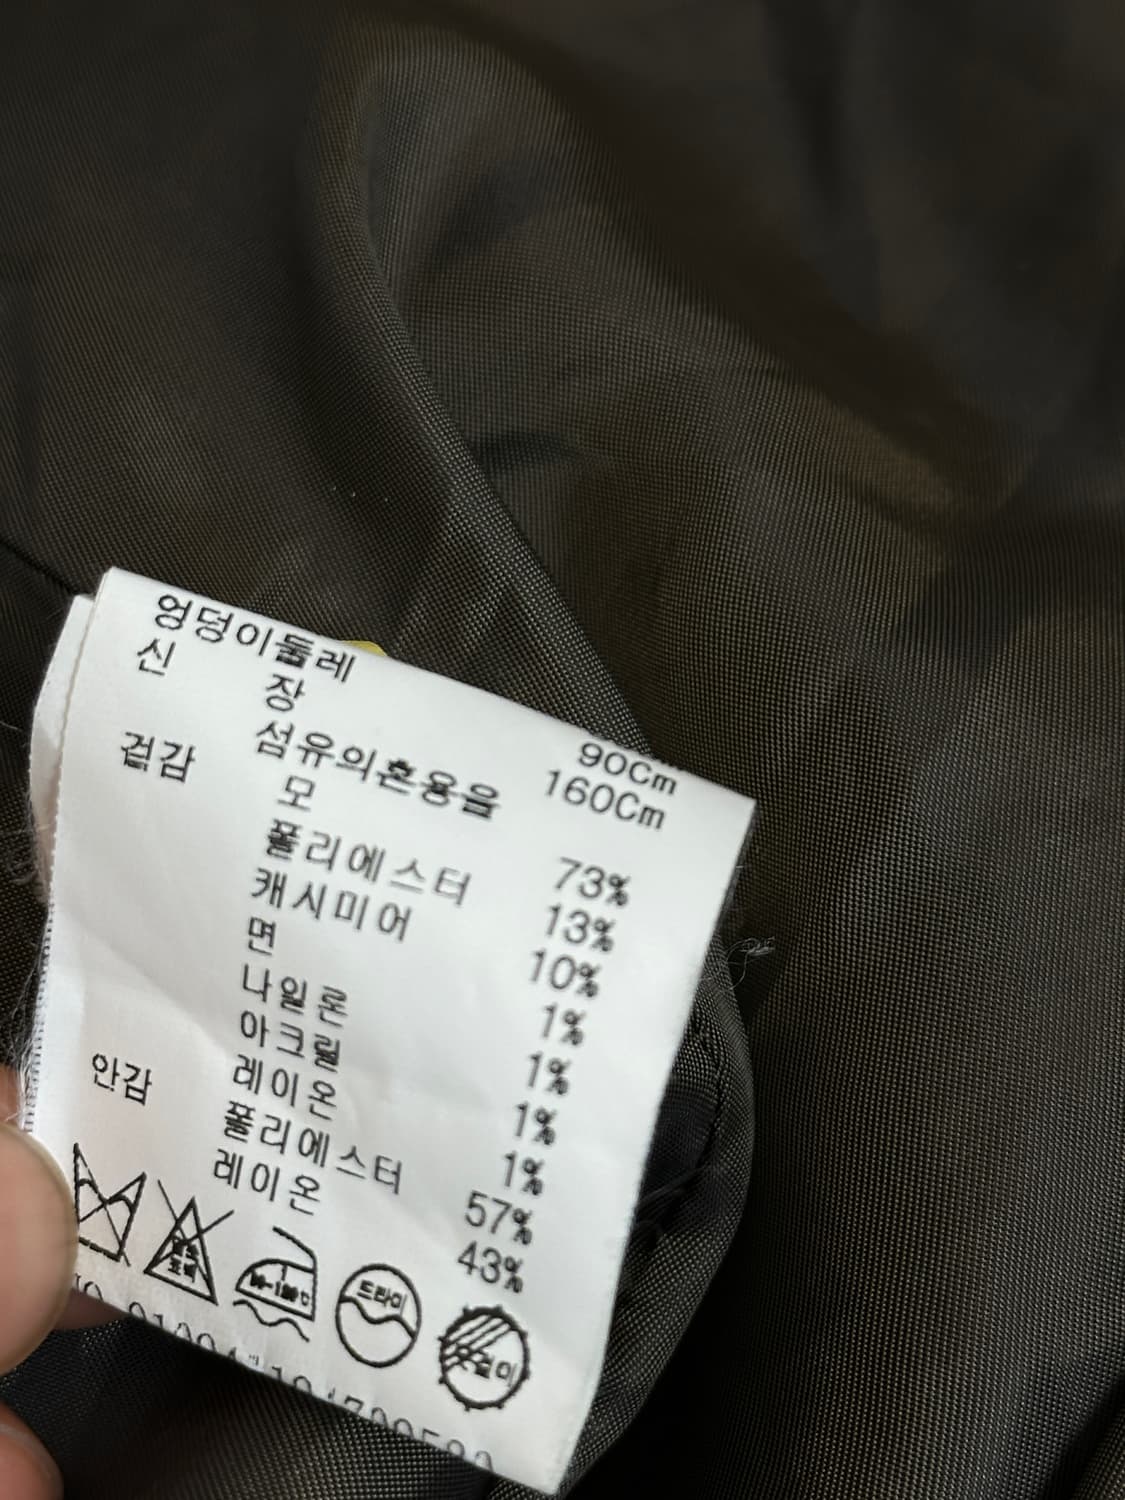 엉덩이둘레 90Cm
신 장 160Cm
섬유의혼용율
겉감 모 73%
폴리에스터 13%
캐시미어 10%
면 1%
나일론 1%
아크릴 1%
레이온 1%
안감 폴리에스터 57%
레이온 43%
드라이
옷걸이